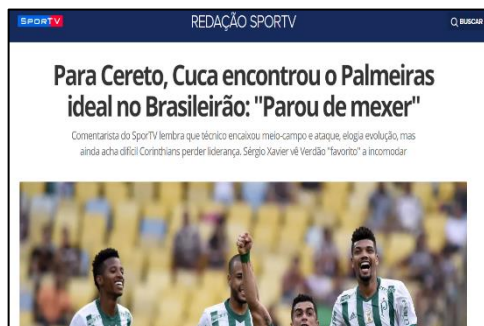 SPORTV
REDAÇÃO SPORTV
BUSCAR
Para Cereto, Cuca encontrou o Palmeiras
ideal no Brasileirão: "Parou de mexer"
Comentarista do SporTV lembra que técnico encaixou meio-campo e ataque, elogia evolução, mas
ainda acha difícil Corinthians perder liderança. Sérgio Xavier vê Verdão "favorito" a incomodar